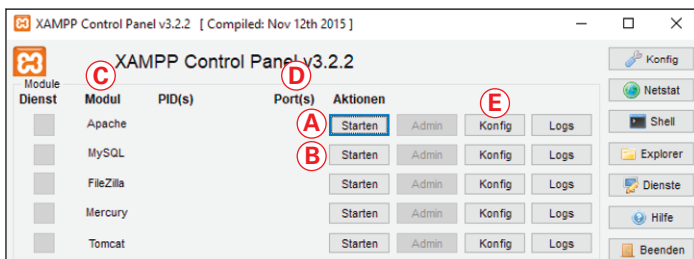 XAMPP Control Panel v3.2.2 [ Compiled: Nov 12th 2015 ]
XAMPP Control Panel v3.2.2
Konfig
Module
C
D
Netstat
Dienst Modul PID(s) Port(s) Aktionen
E
Apache A Starten Admin Konfig Logs
Shell
MySQL B Starten Admin Konfig Logs
Explorer
FileZilla Starten Admin Konfig Logs
Dienste
Mercury Starten Admin Konfig Logs
Hilfe
Tomcat Starten Admin Konfig Logs
Beenden